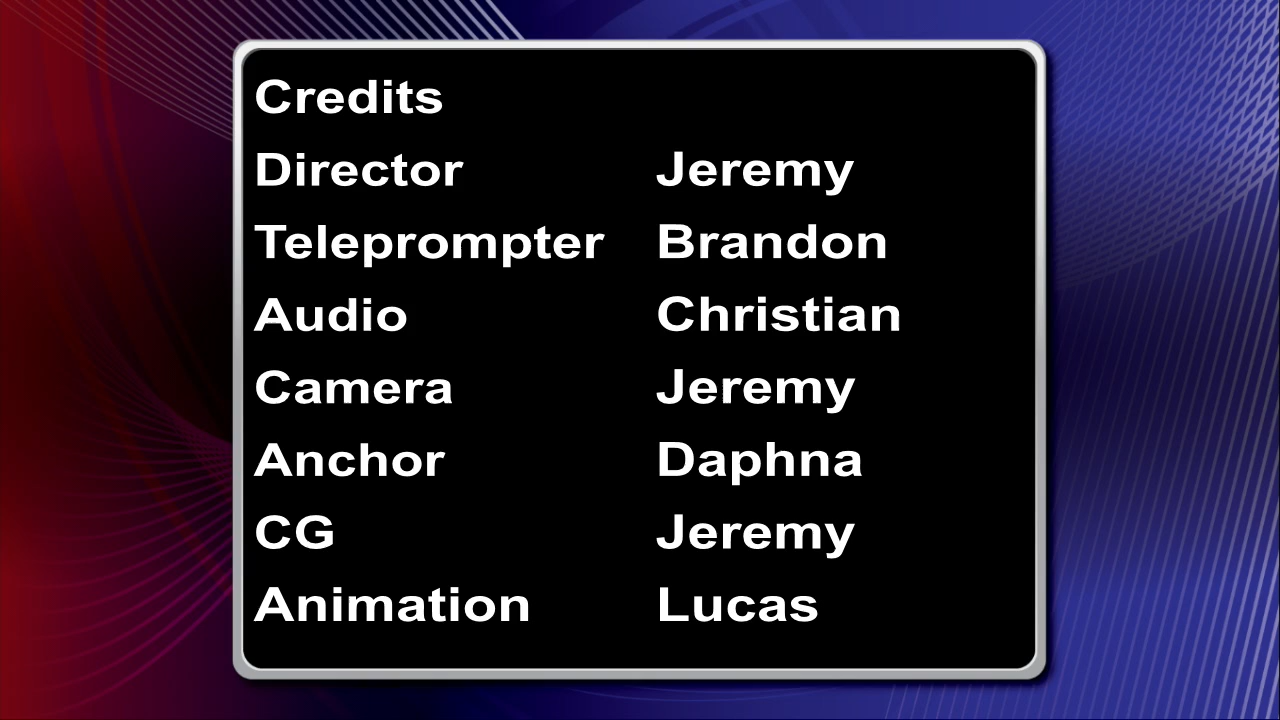 Credits
Director Jeremy
Teleprompter Brandon
Audio Christian
Camera Jeremy
Anchor Daphna
CG Jeremy
Animation Lucas